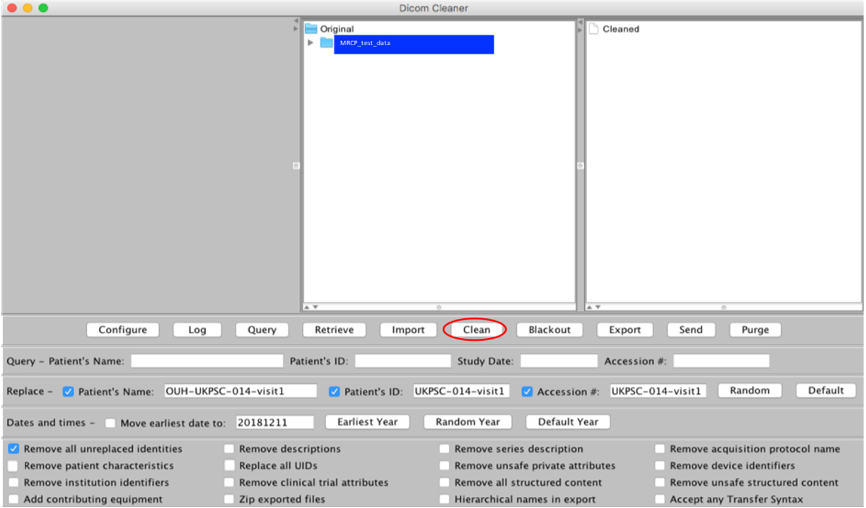 Dicom Cleaner
Original
MRCP_test_data
Cleaned
Configure Log Query Retrieve Import Clean Blackout Export Send Purge
Query – Patient's Name: Patient's ID: Study Date: Accession #:
Replace – Patient's Name: OUH-UKPSC-014-visit1 Patient's ID: UKPSC-014-visit1 Accession #: UKPSC-014-visit1 Random Default
Dates and times – Move earliest date to: 20181211 Earliest Year Random Year Default Year
Remove all unreplaced identities Remove descriptions Remove series description Remove acquisition protocol name
Remove patient characteristics Replace all UIDs Remove unsafe private attributes Remove device identifiers
Remove institution identifiers Remove clinical trial attributes Remove all structured content Remove unsafe structured content
Add contributing equipment Zip exported files Hierarchical names in export Accept any Transfer Syntax